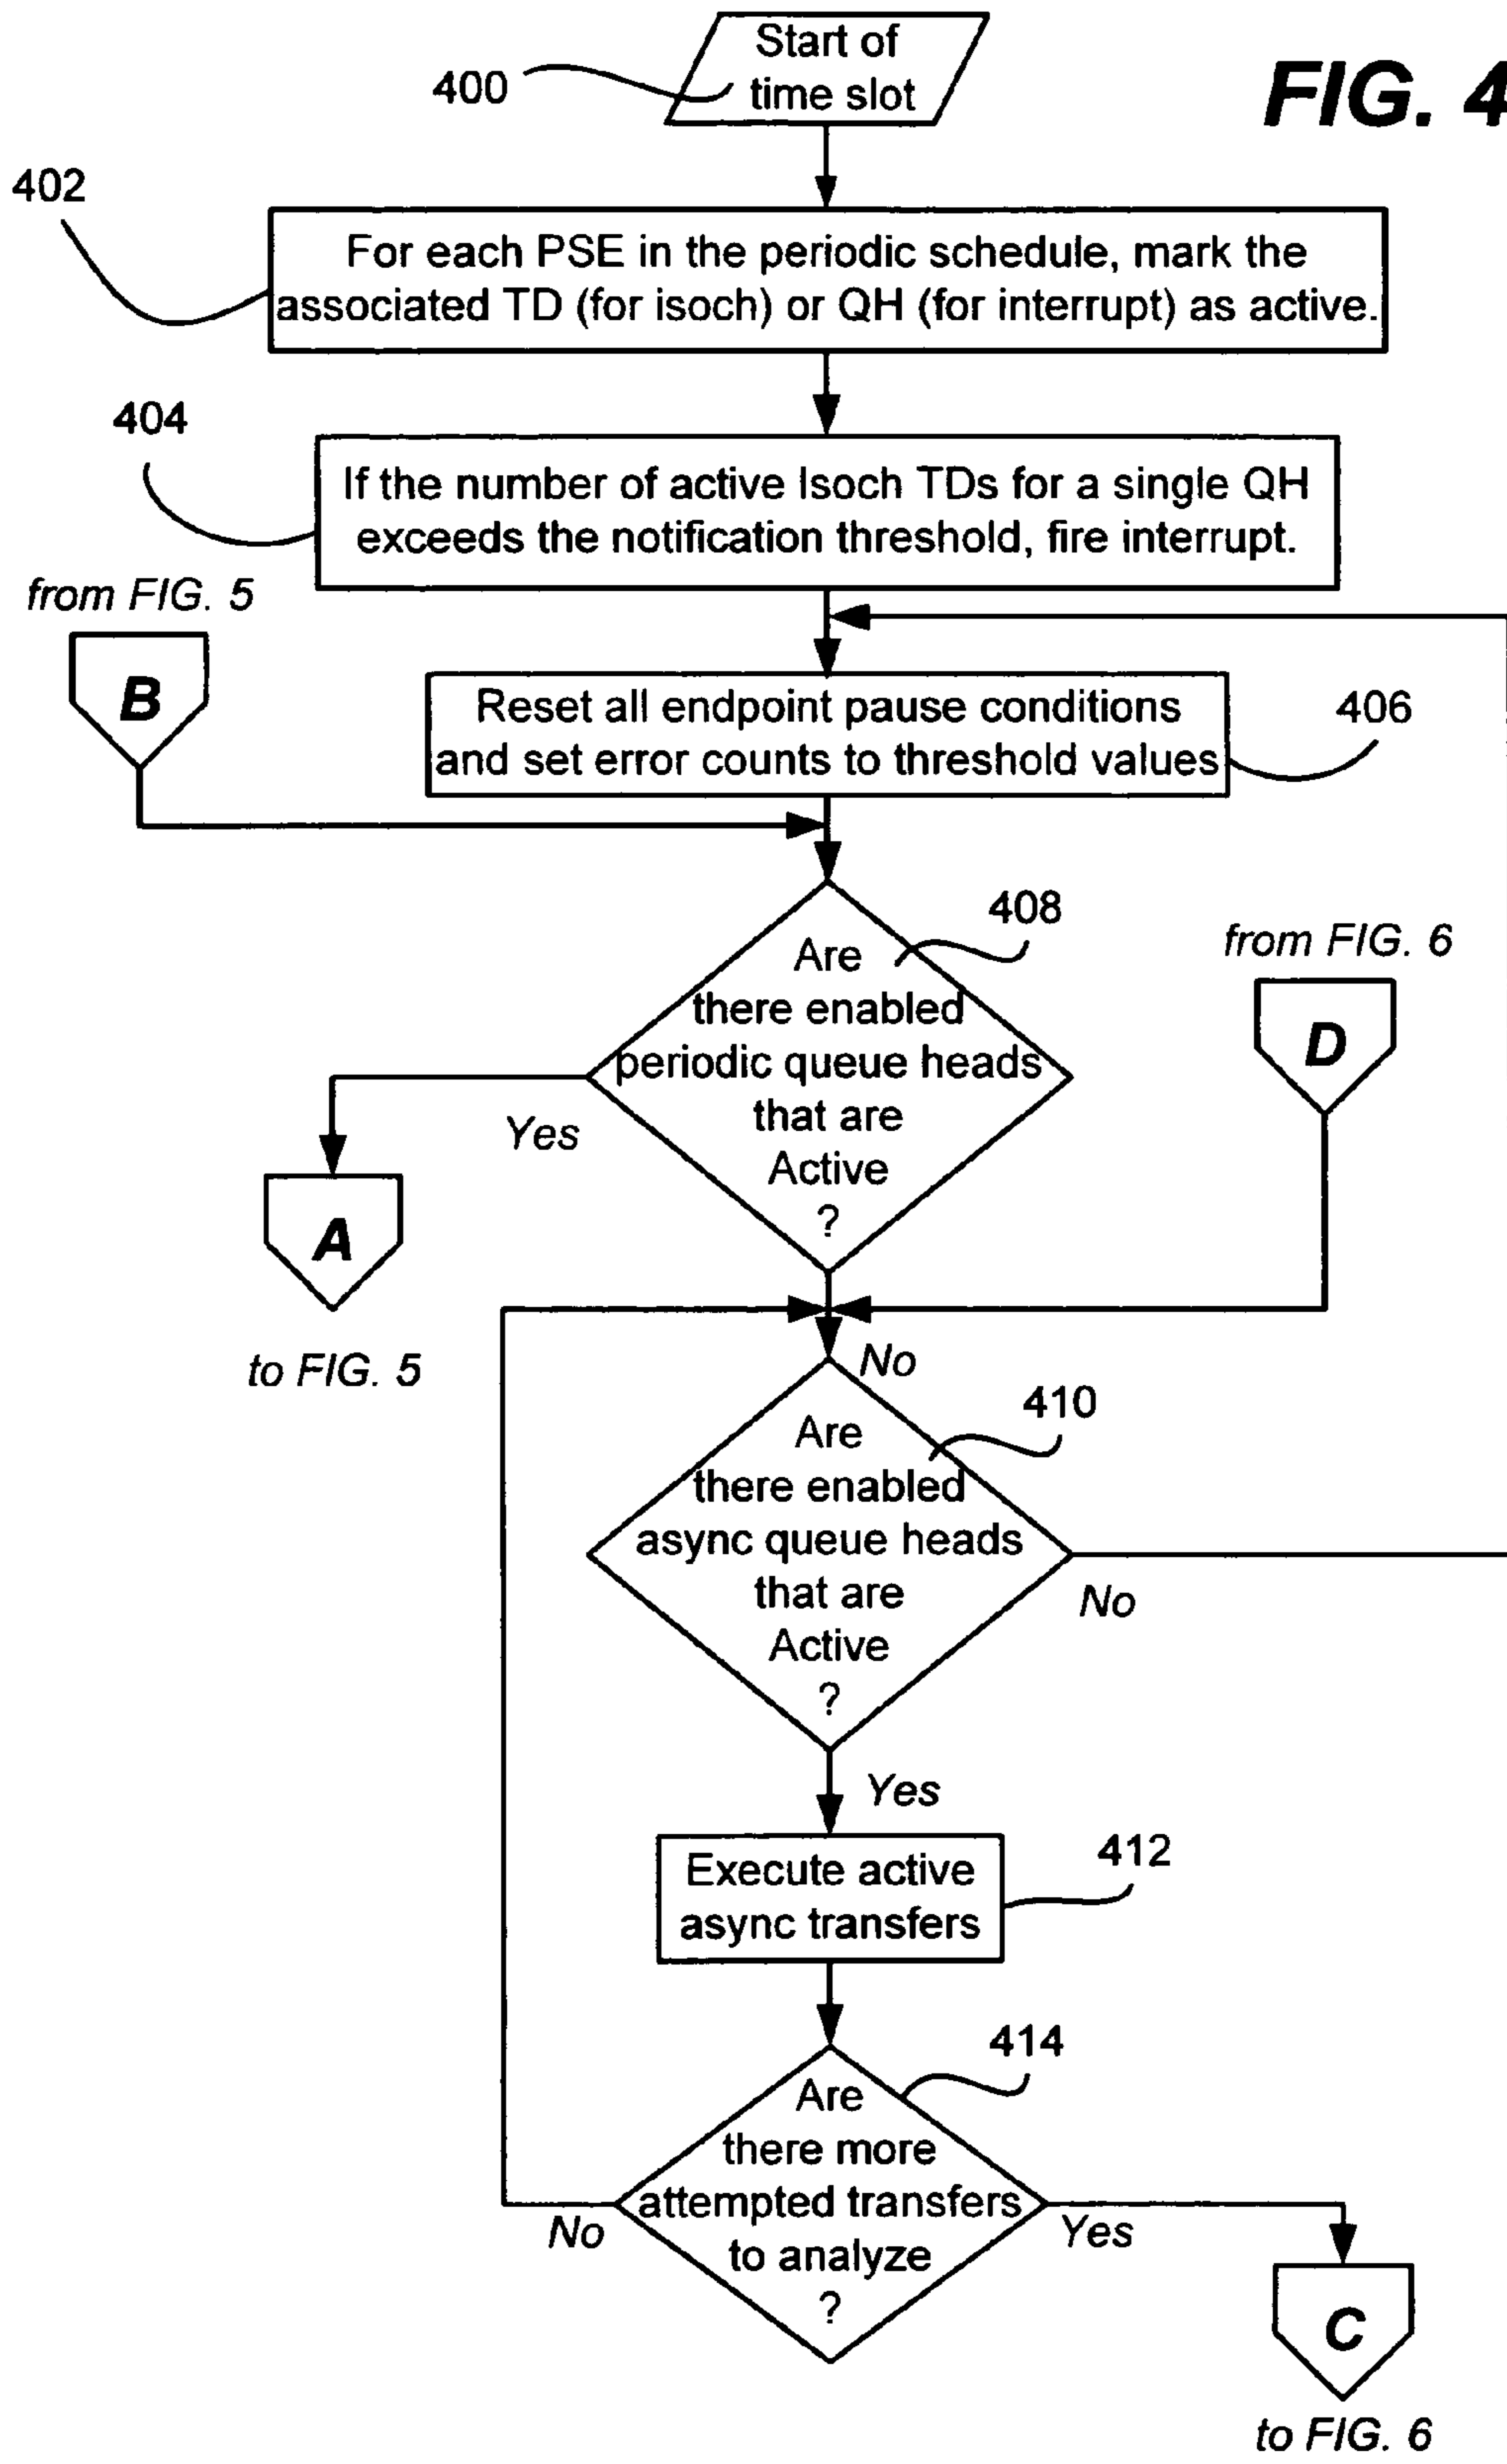 Start of
time slot
400
FIG. 4
402
For each PSE in the periodic schedule, mark the
associated TD (for isoch) or QH (for interrupt) as active.
404
If the number of active Isoch TDs for a single QH
exceeds the notification threshold, fire interrupt.
from FIG. 5
B
Reset all endpoint pause conditions
and set error counts to threshold values
406
408
Are
there enabled
periodic queue heads
that are
Active
?
Yes
from FIG. 6
D
A
to FIG. 5
No
410
Are
there enabled
async queue heads
that are
Active
?
No
Yes
Execute active
async transfers
412
414
Are
there more
attempted transfers
to analyze
?
No
Yes
C
to FIG. 6